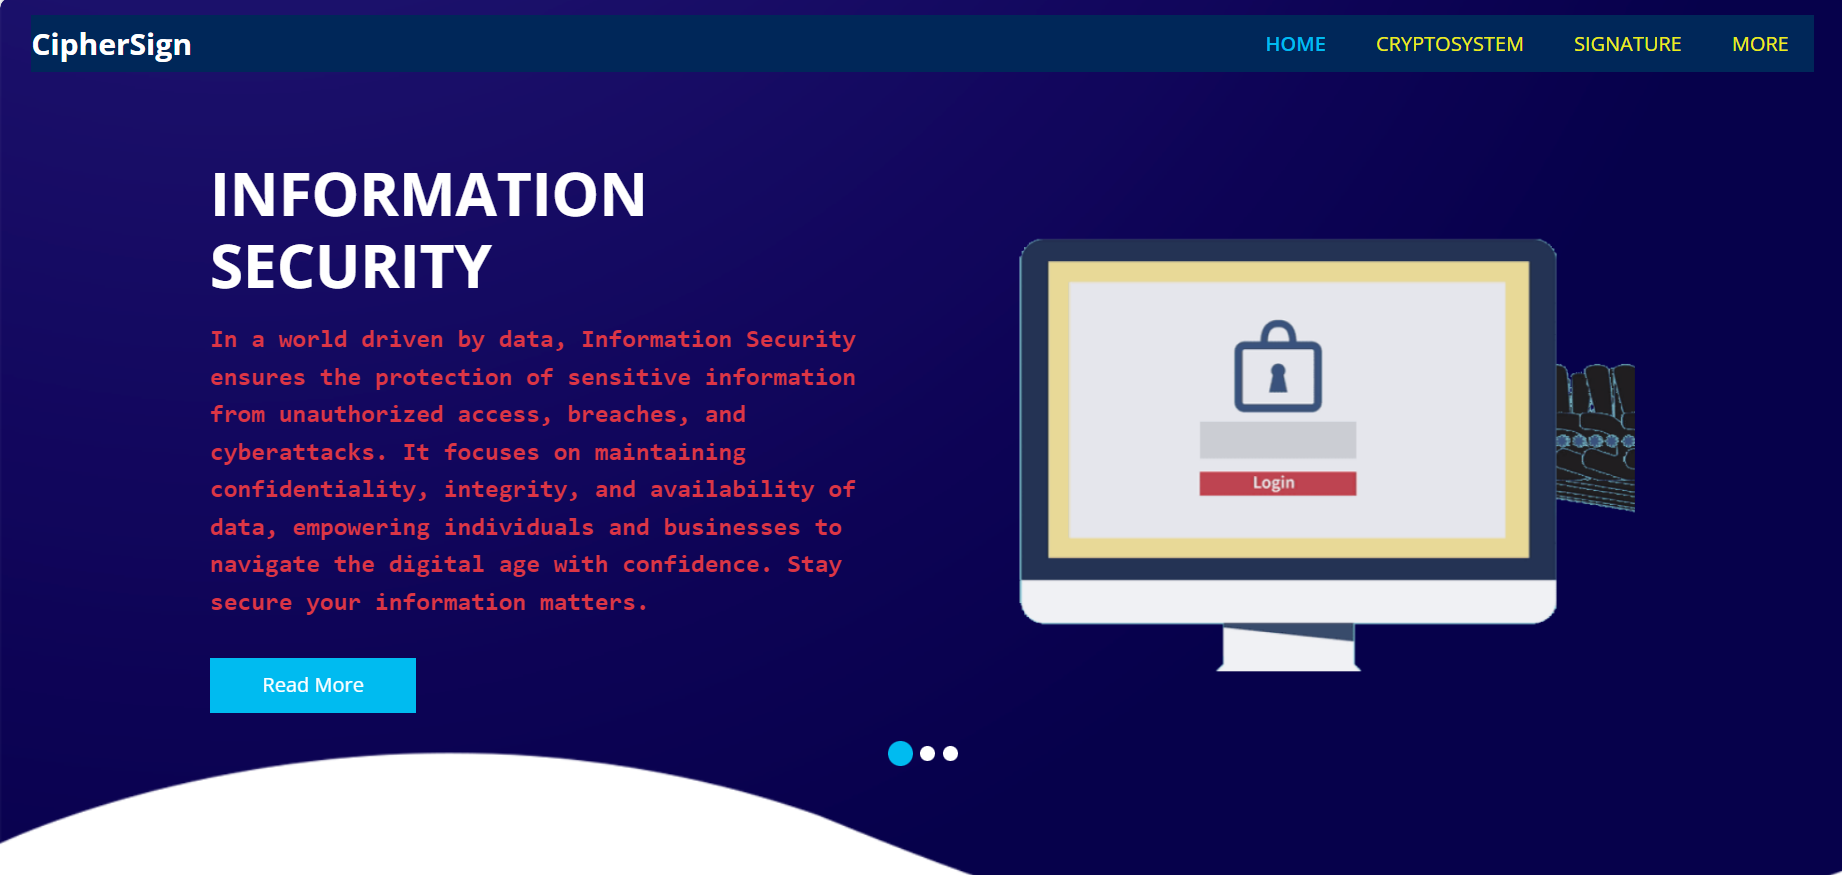 CipherSign
HOME
CRYPTOSYSTEM
SIGNATURE
MORE
INFORMATION
SECURITY
In a world driven by data, Information Security
ensures the protection of sensitive information
from unauthorized access, breaches, and
cyberattacks. It focuses on maintaining
confidentiality, integrity, and availability of
data, empowering individuals and businesses to
navigate the digital age with confidence. Stay
secure your information matters.
Login
Read More